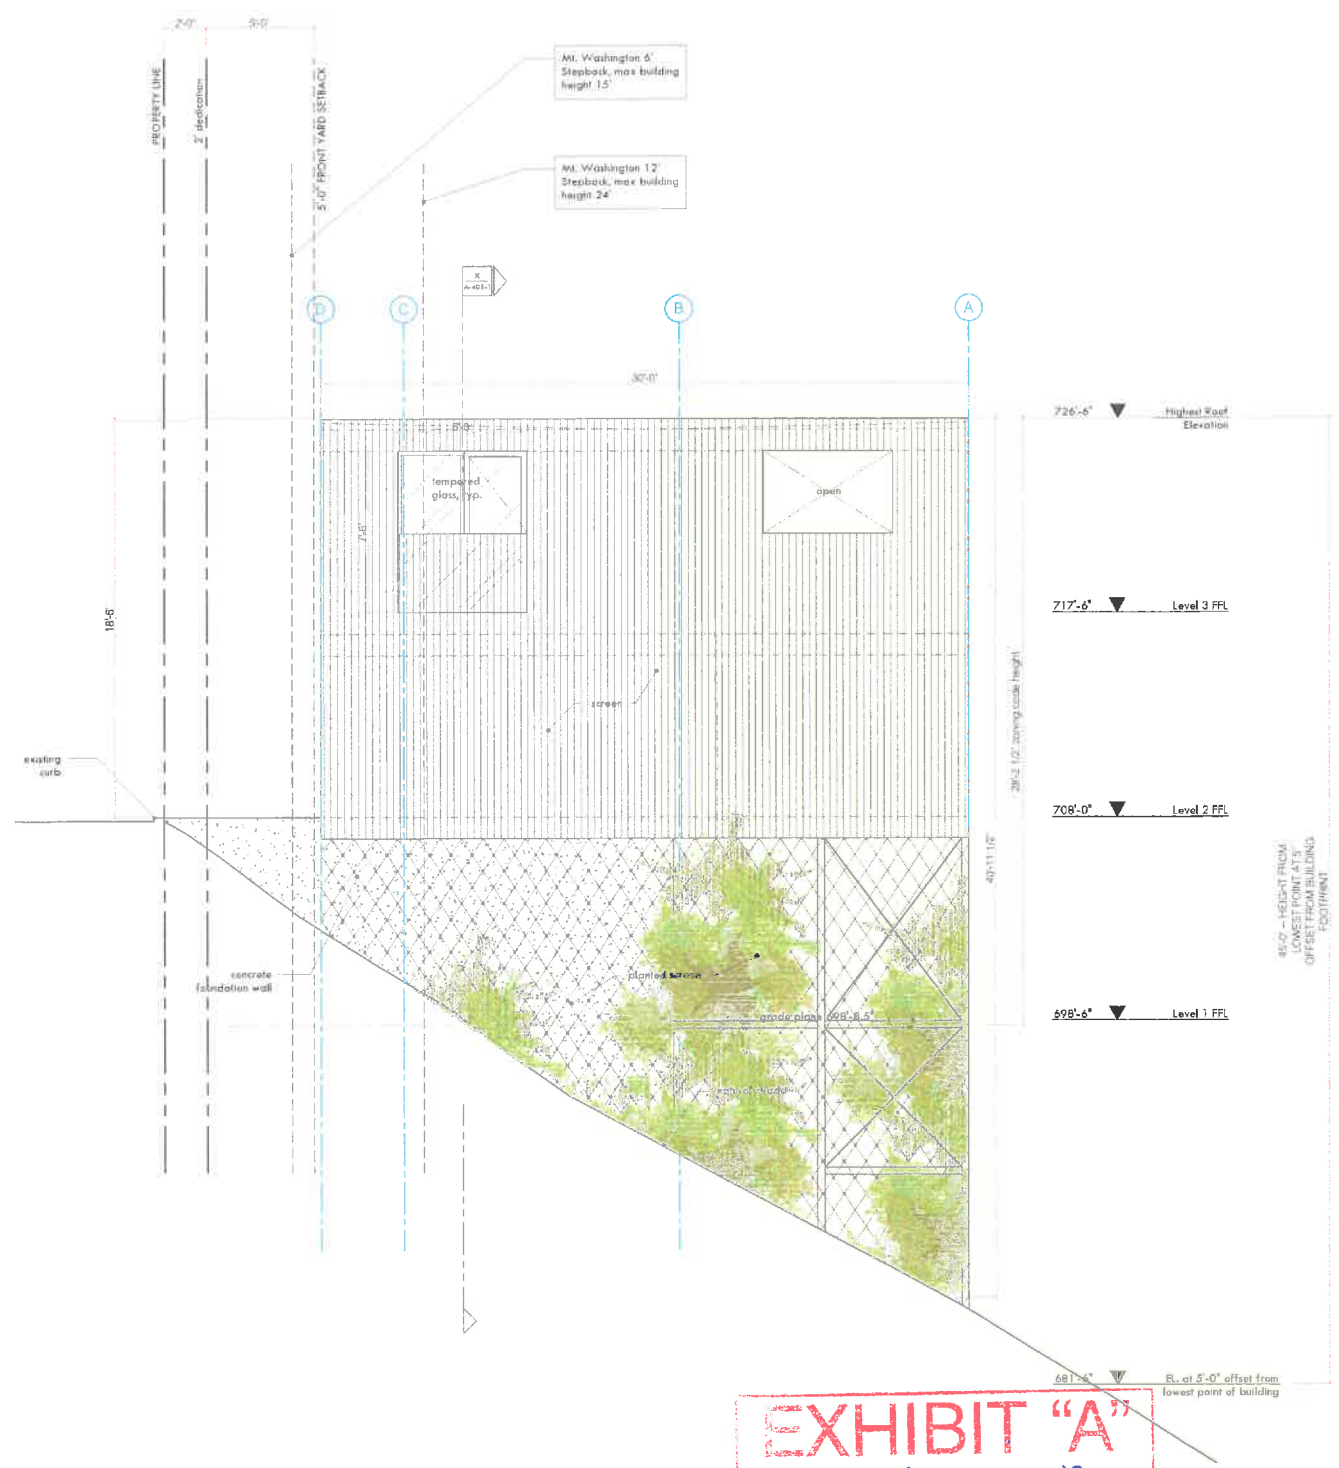 2'-0"
5'-0"
PROPERTY LINE
2' dedication
5'-0" FRONT YARD SETBACK
Mt. Washington 6'
Stepback, max building
height 15'
Mt. Washington 12'
Stepback, max building
height 24'
X
A-401-1
D
C
B
A
30'-0"
726'-6"
Highest Roof
Elevation
tempered
glass, typ.
open
7'-6"
18'-6"
717'-6"
Level 3 FFL
screen
28'-2 1/2" zoning code height
existing
curb
708'-0"
Level 2 FFL
40'-11 1/2"
45'-0" – HEIGHT FROM
LOWEST POINT AT 5'
OFFSET FROM BUILDING
FOOTPRINT
concrete
foundation wall
planted screen
grade plane 698'-8.5"
698'-6"
Level 1 FFL
natural grade
681'-6"
EL. at 5'-0" offset from
lowest point of building
EXHIBIT "A"